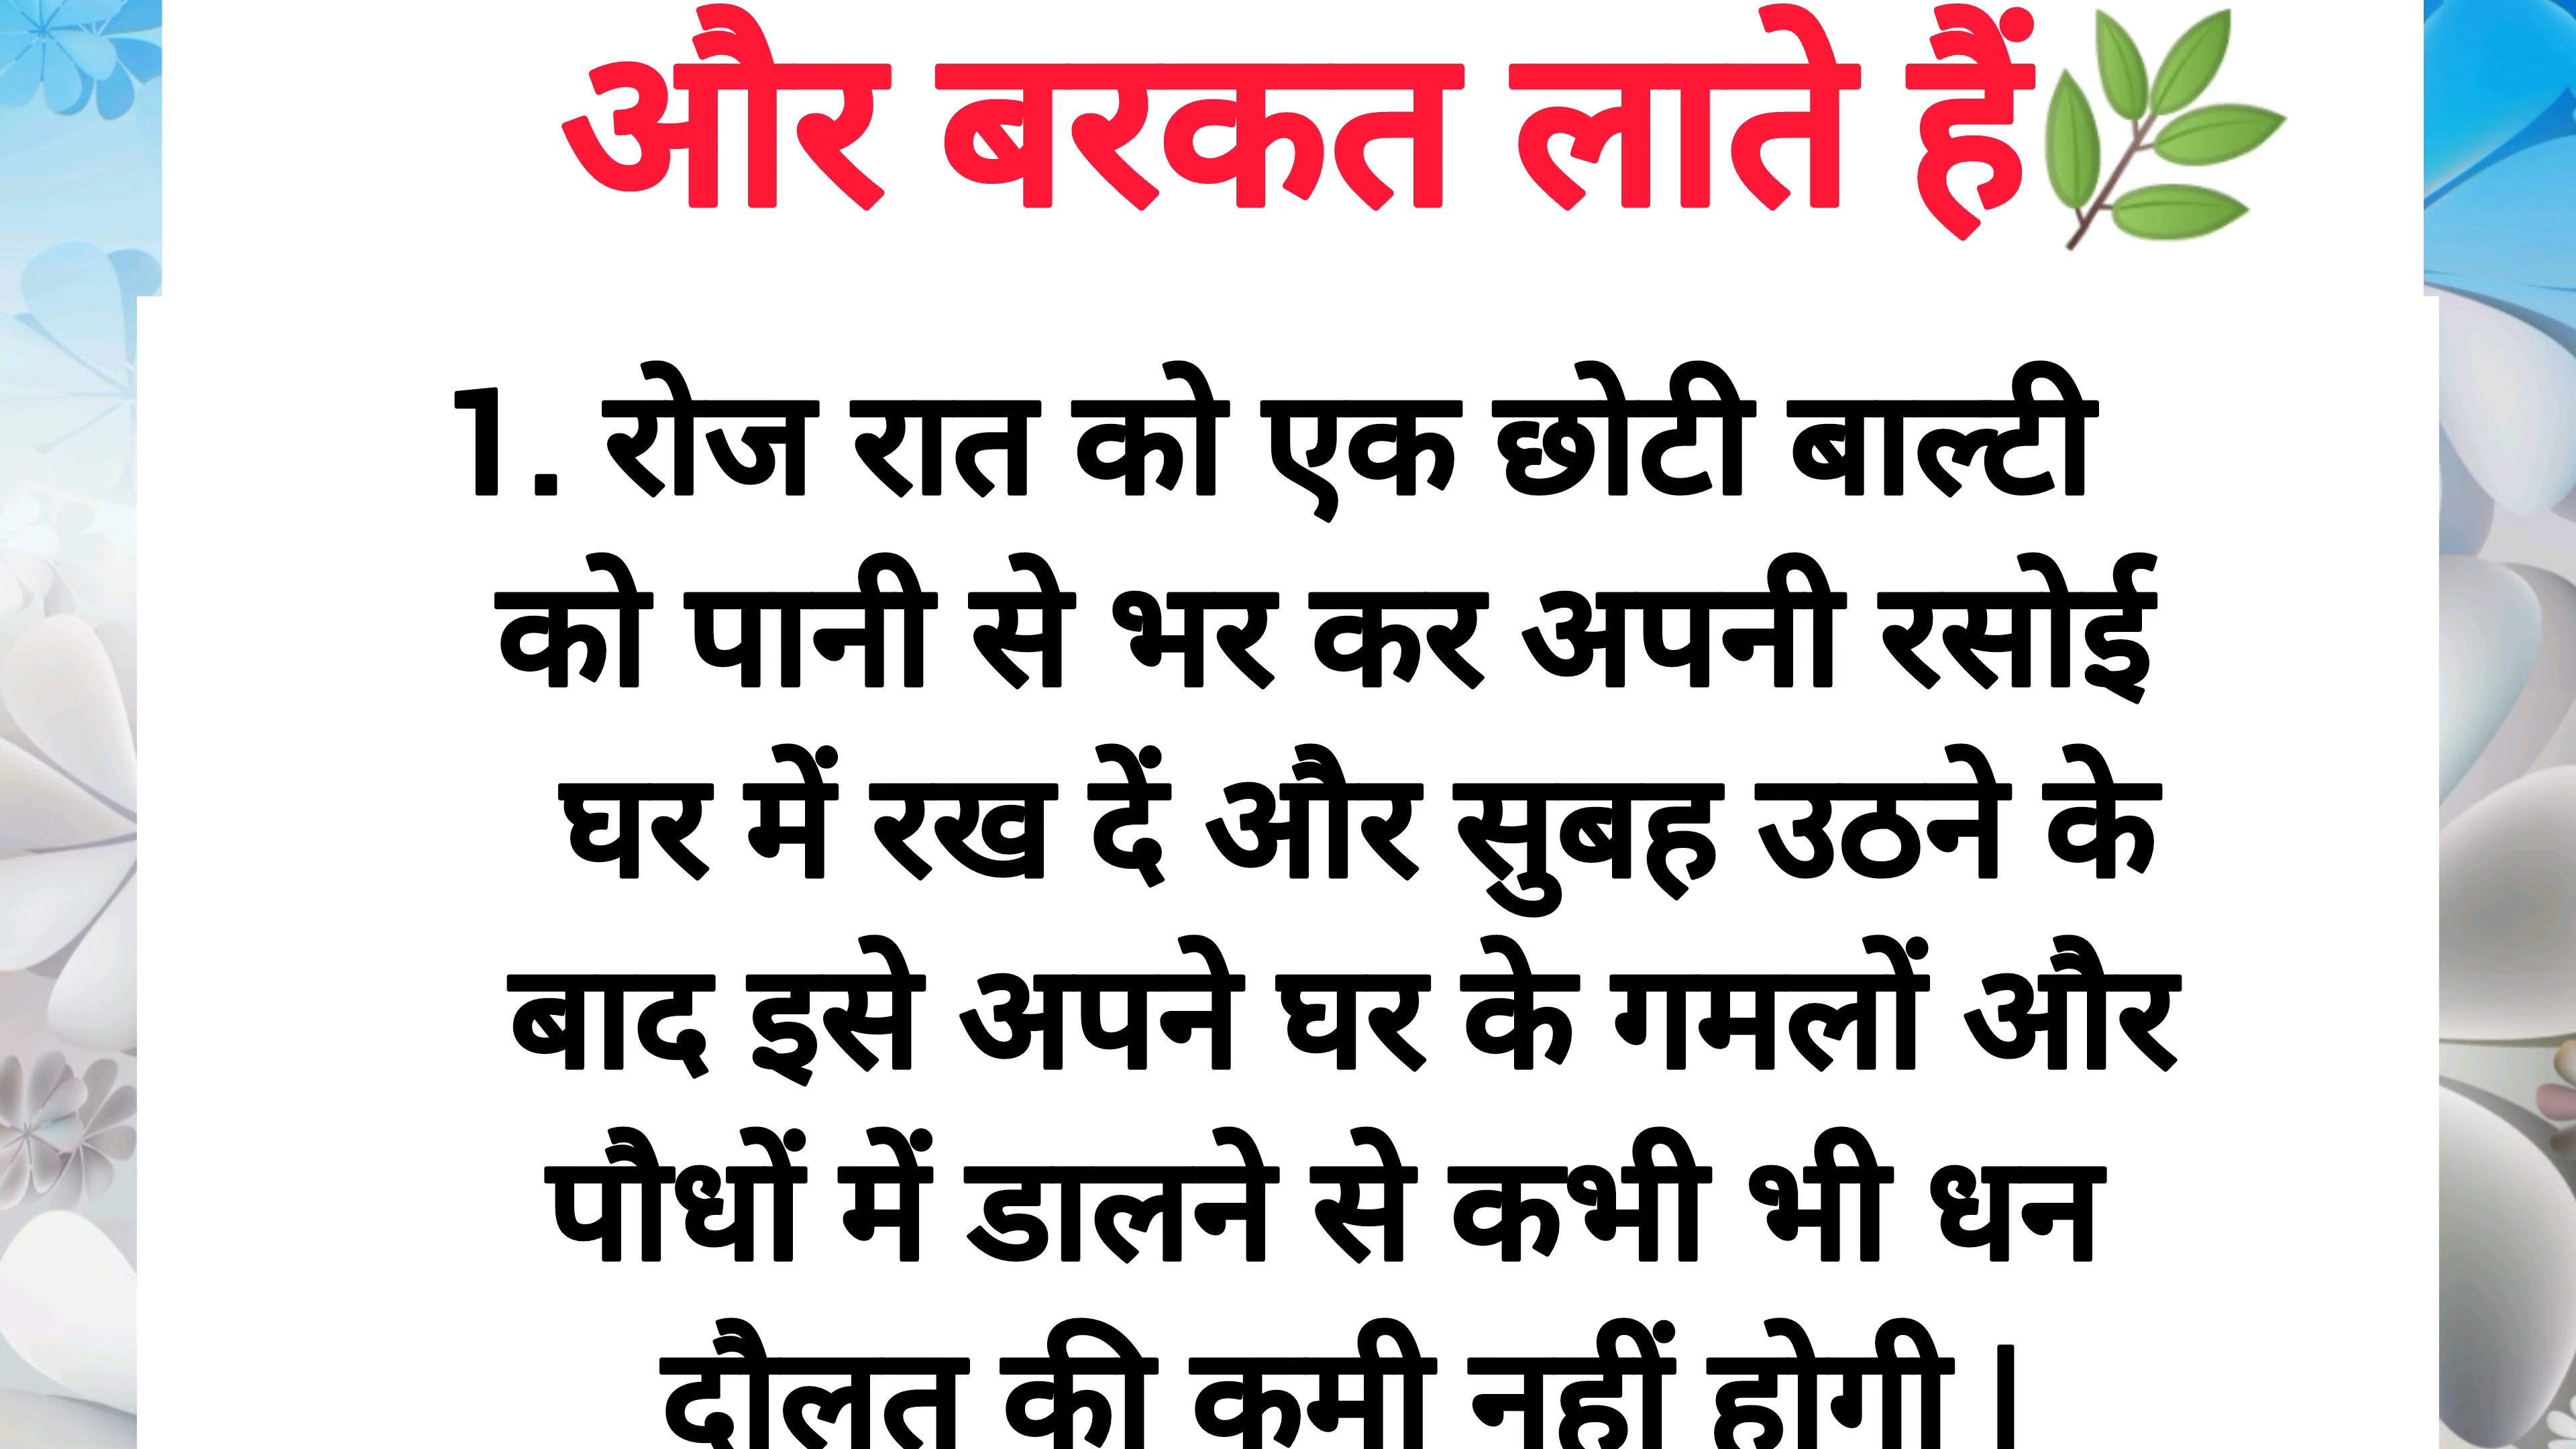 और बरकत लाते हैं
1. रोज रात को एक छोटी बाल्टी
को पानी से भर कर अपनी रसोई
घर में रख दें और सुबह उठने के
बाद इसे अपने घर के गमलों और
पौधों में डालने से कभी भी धन
दौलत की कमी नहीं होगी |